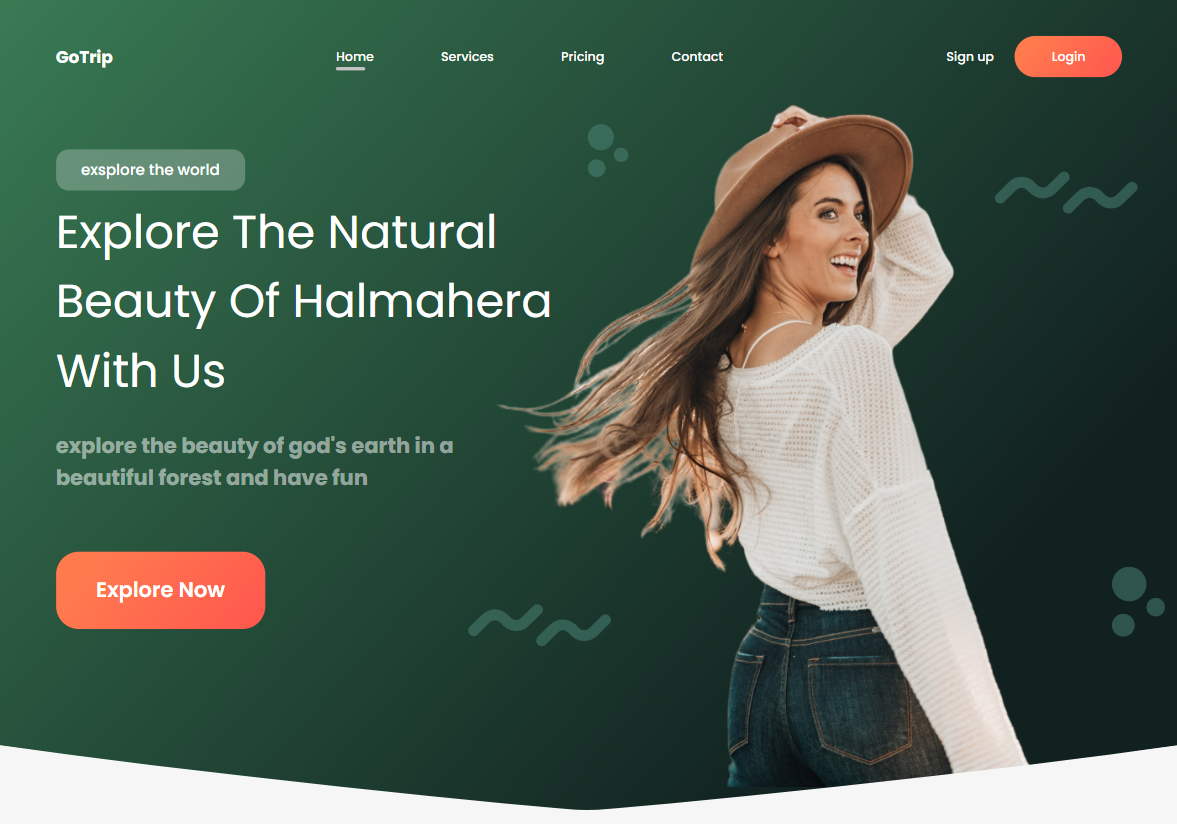 GoTrip
Home
Services
Pricing
Contact
Sign up
Login
exsplore the world
Explore The Natural
Beauty Of Halmahera
With Us
explore the beauty of god's earth in a
beautiful forest and have fun
Explore Now